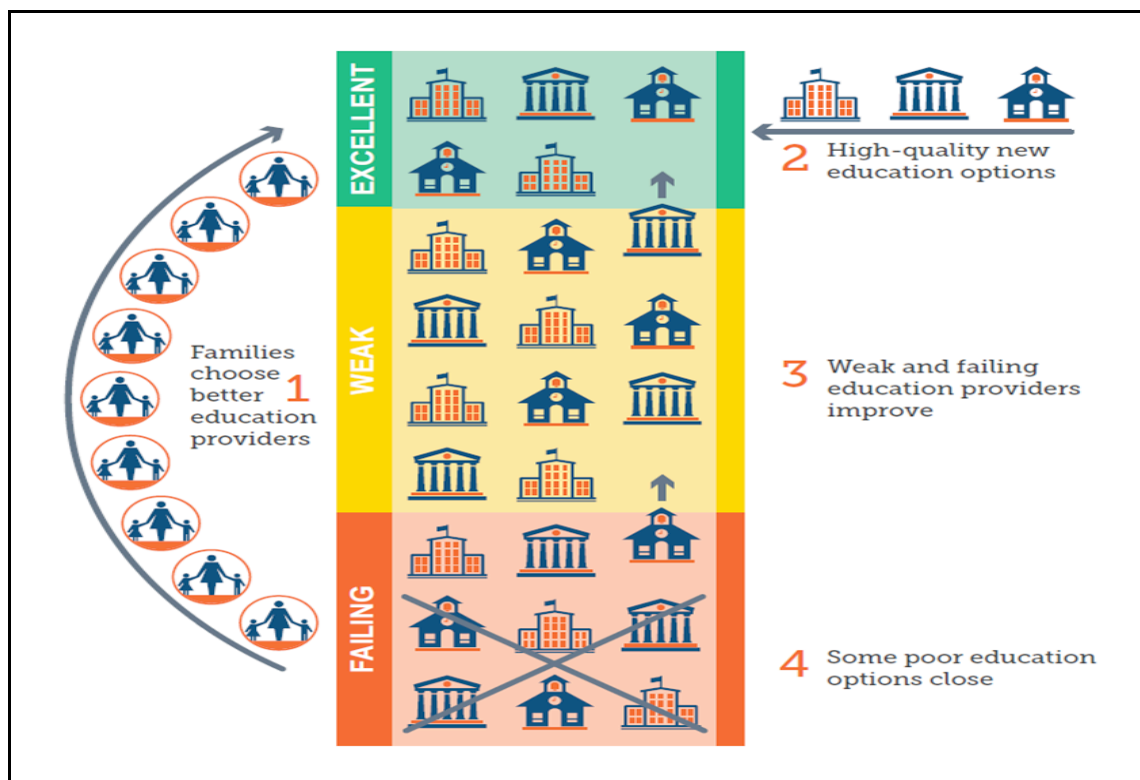 EXCELLENT
WEAK
FAILING
Families
choose
better
education
providers
1
2
High-quality new
education options
3
Weak and failing
education providers
improve
4
Some poor education
options close